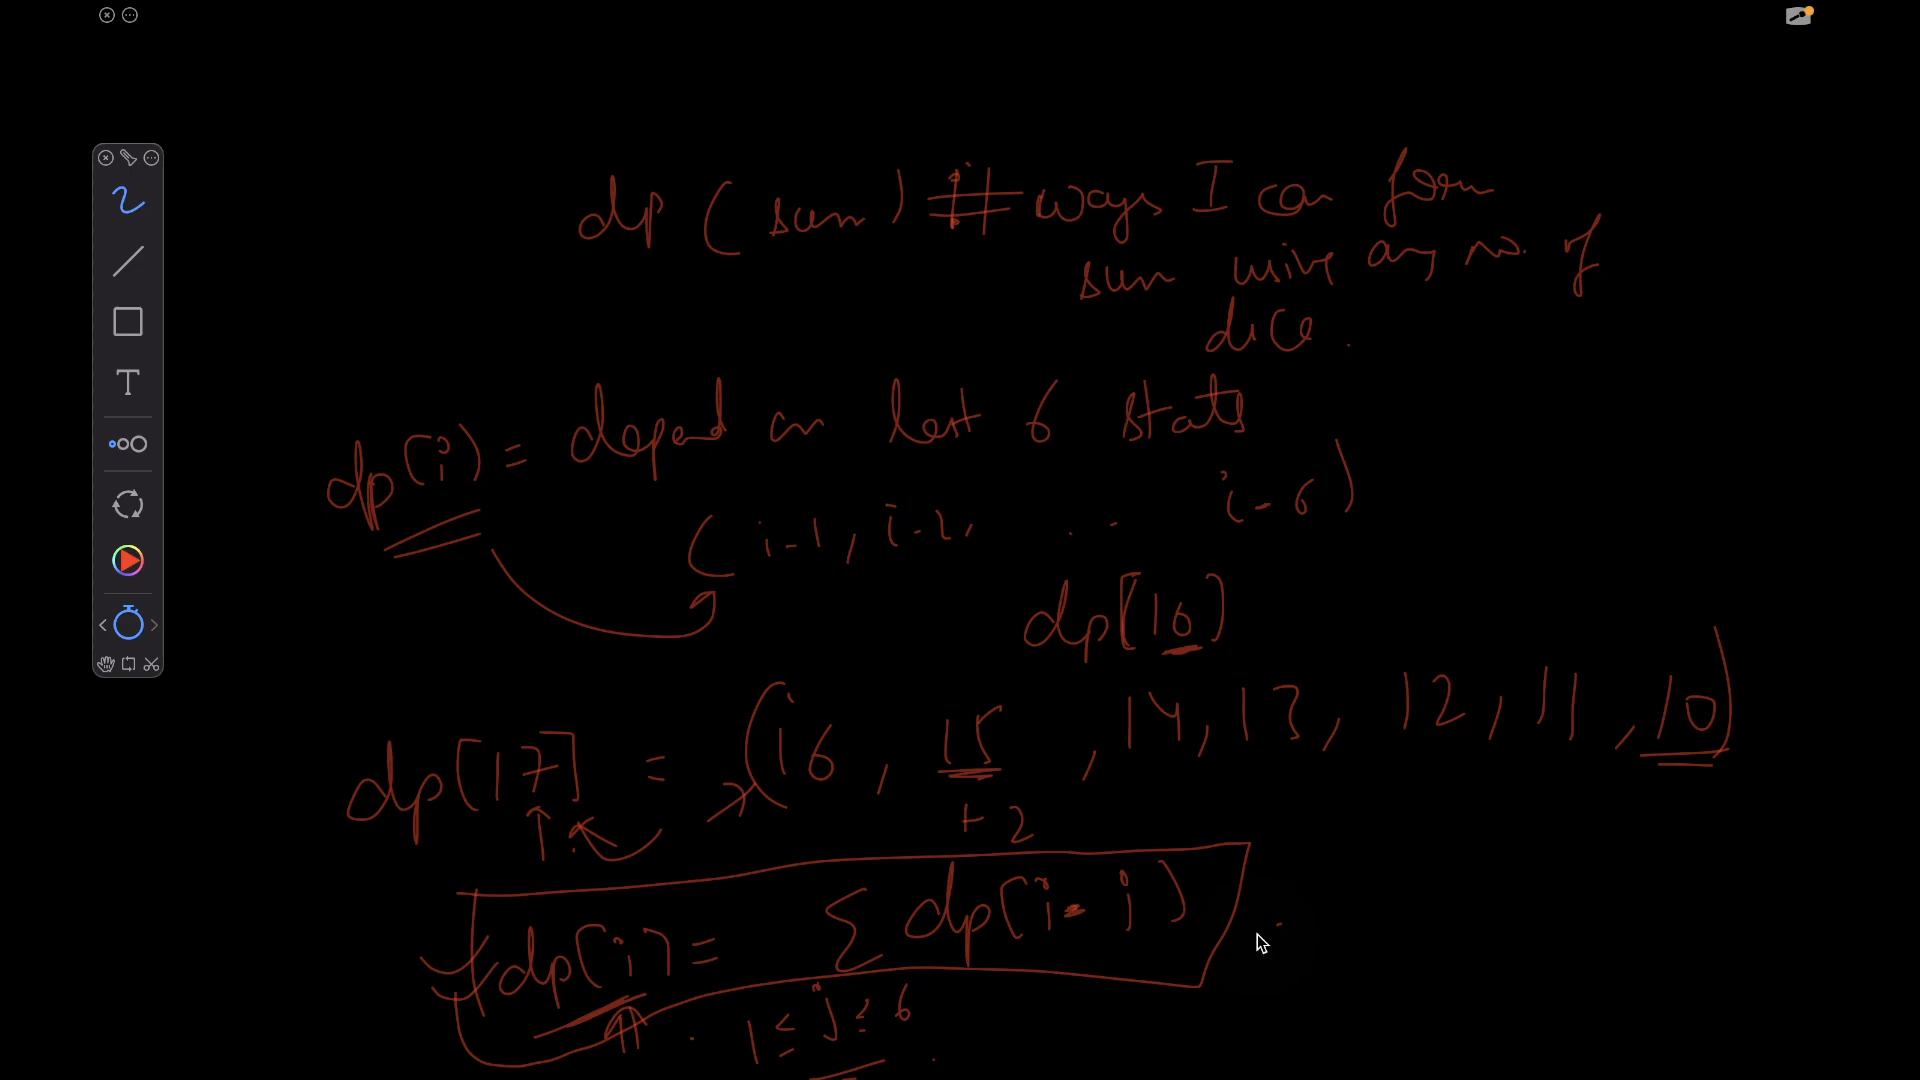 dp (sum) # ways I can form
sum using any no. of
dice.
dp(i) = depend on last 6 stats
( i-1, i-2, .. i-6)
dp[16]
dp[17] = (16, 15, 14, 13, 12, 11, 10)
+2
dp[i] = Σ dp[i-j]
1 ≤ j ≤ 6
T